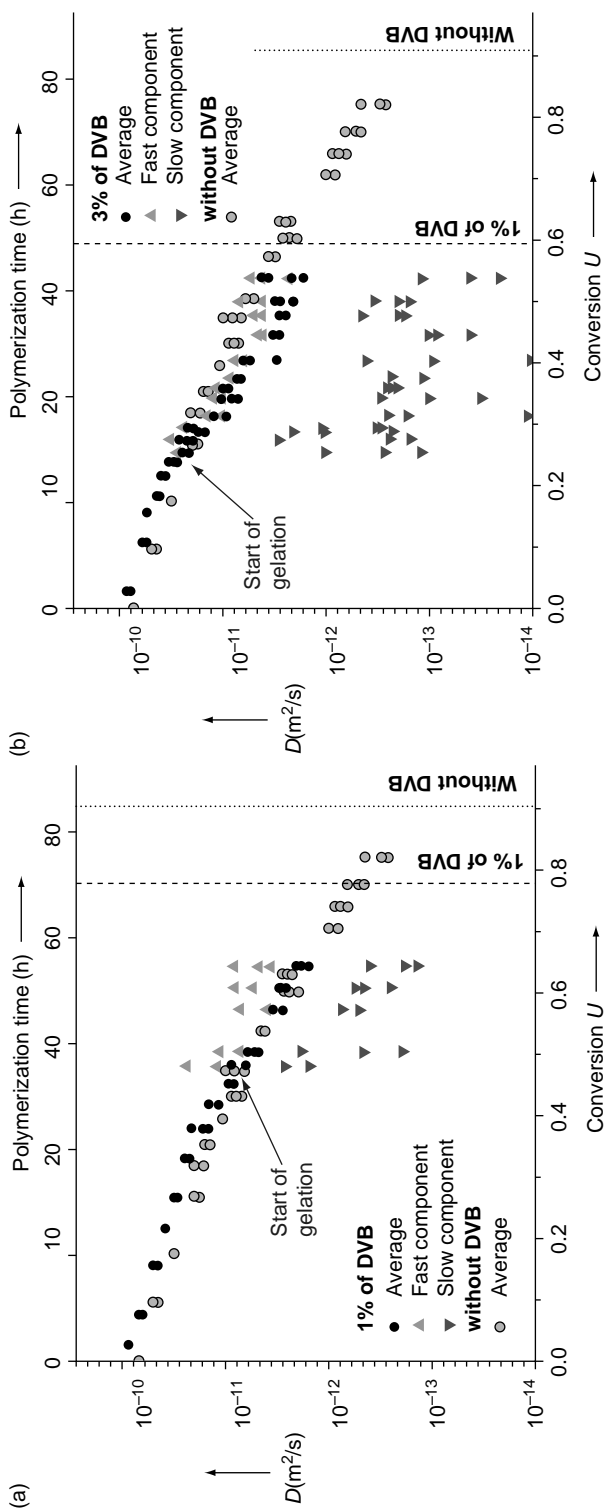 (a)
Polymerization time (h)
0 10 20 40 60 80
D(m²/s)
10⁻¹⁰
10⁻¹¹
10⁻¹²
10⁻¹³
10⁻¹⁴
Start of
gelation
1% of DVB
Average
Fast component
Slow component
without DVB
Average
1% of DVB
Without DVB
0.0 0.2 0.4 0.6 0.8
Conversion U
(b)
Polymerization time (h)
0 10 20 40 60 80
D(m²/s)
10⁻¹⁰
10⁻¹¹
10⁻¹²
10⁻¹³
10⁻¹⁴
3% of DVB
Average
Fast component
Slow component
without DVB
Average
Start of
gelation
1% of DVB
Without DVB
0.0 0.2 0.4 0.6 0.8
Conversion U